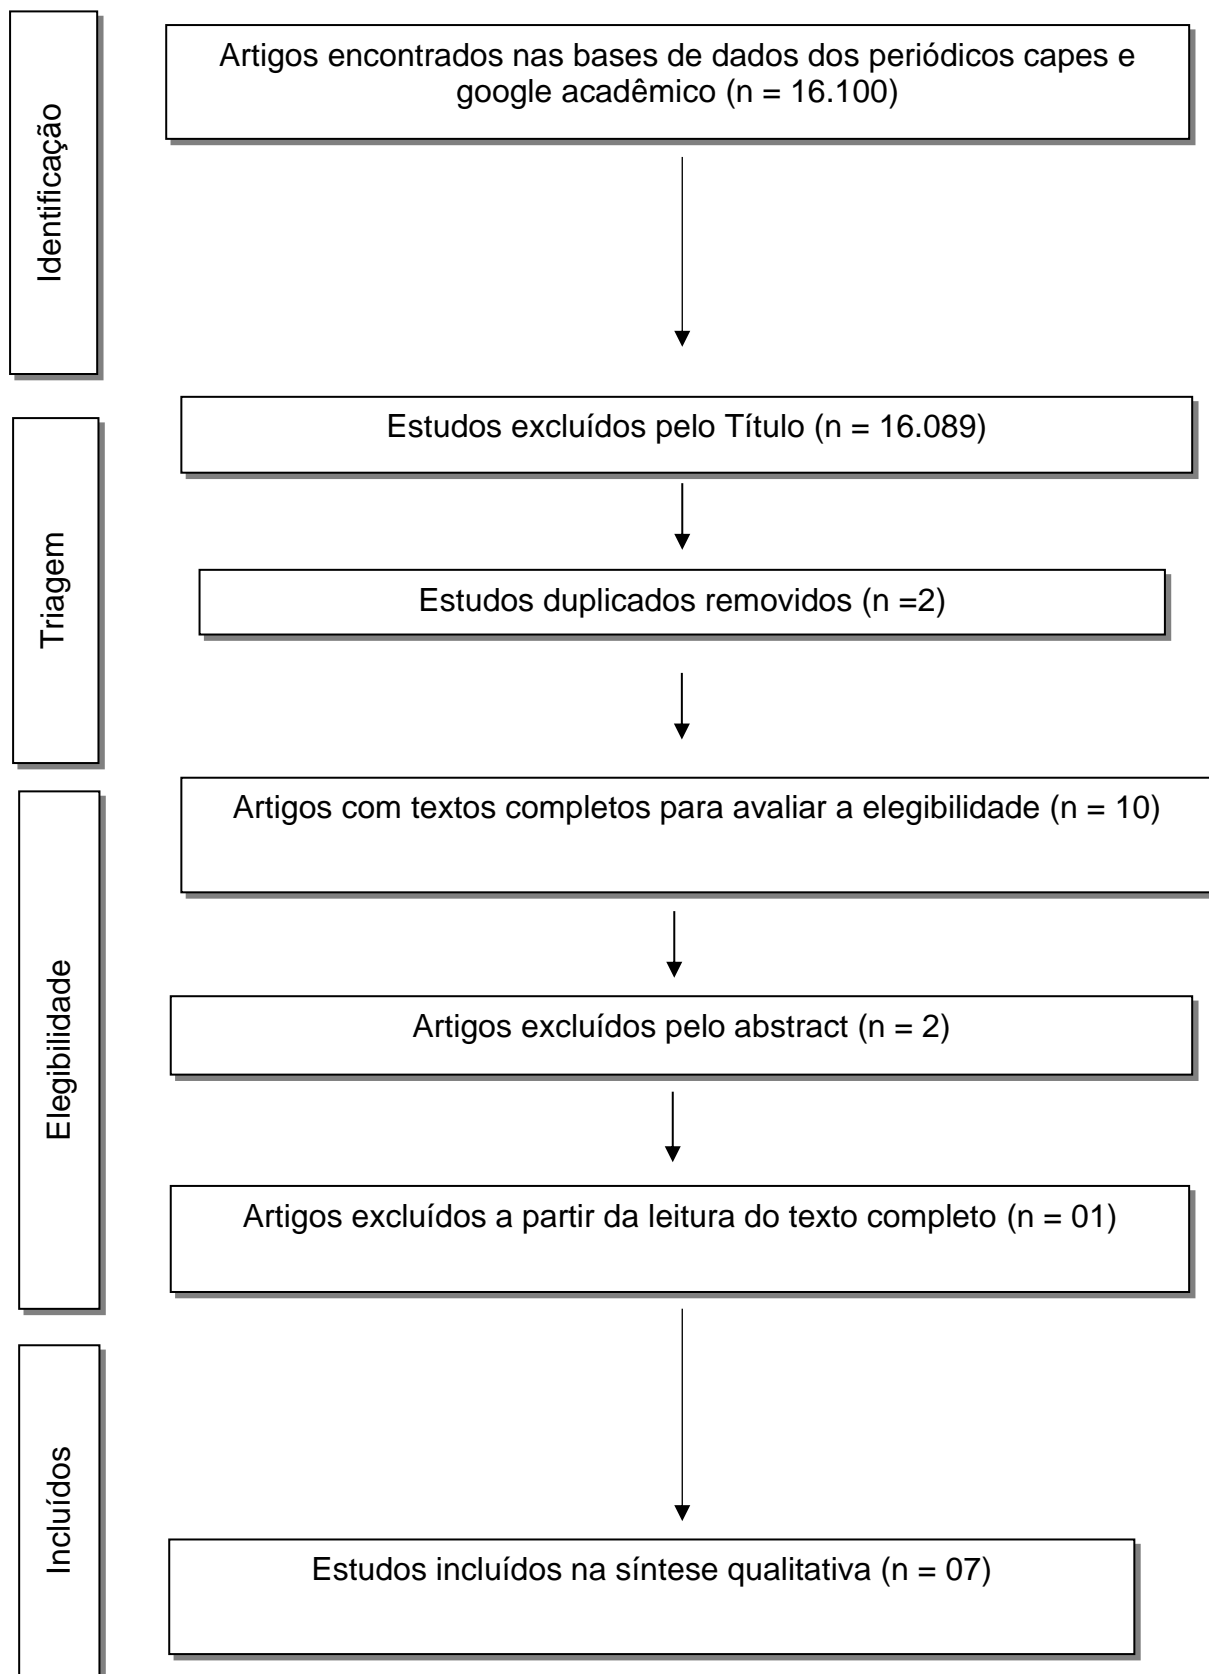 Identificação
Artigos encontrados nas bases de dados dos periódicos capes e
google acadêmico (n = 16.100)
Triagem
Estudos excluídos pelo Título (n = 16.089)
Estudos duplicados removidos (n =2)
Elegibilidade
Artigos com textos completos para avaliar a elegibilidade (n = 10)
Artigos excluídos pelo abstract (n = 2)
Artigos excluídos a partir da leitura do texto completo (n = 01)
Incluídos
Estudos incluídos na síntese qualitativa (n = 07)